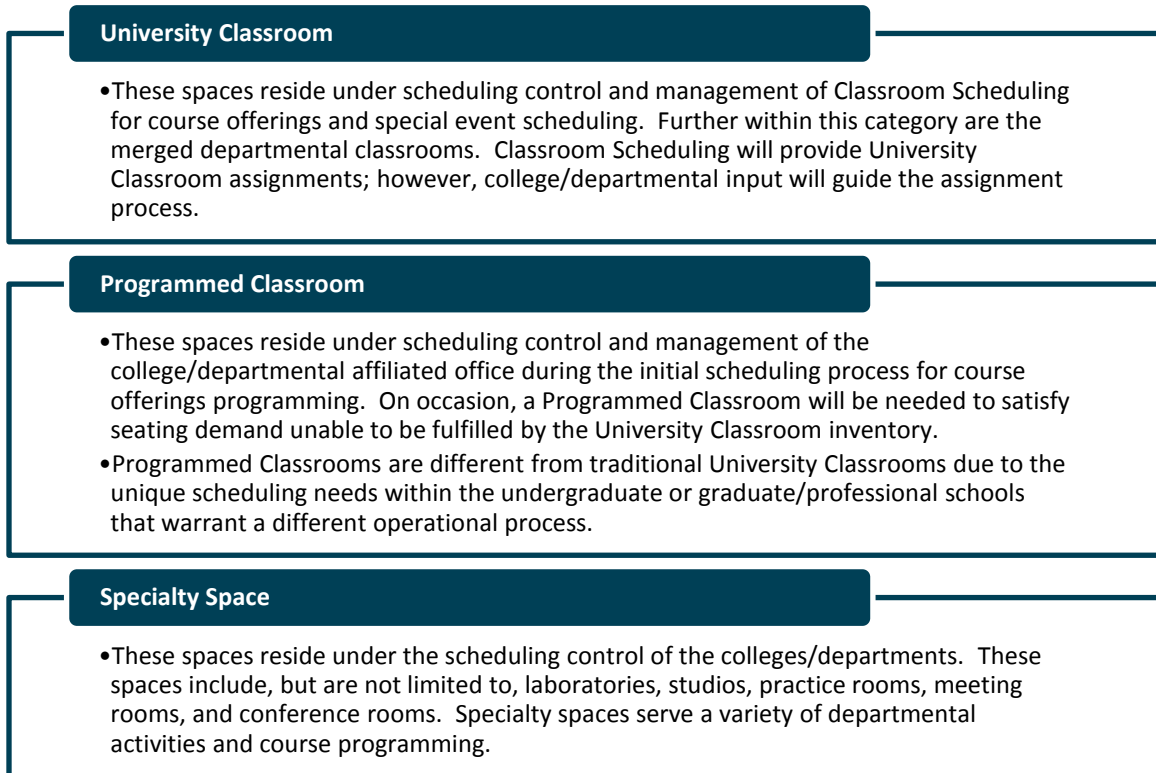 University Classroom
•These spaces reside under scheduling control and management of Classroom Scheduling
for course offerings and special event scheduling.  Further within this category are the
merged departmental classrooms.  Classroom Scheduling will provide University
Classroom assignments; however, college/departmental input will guide the assignment
process.
Programmed Classroom
•These spaces reside under scheduling control and management of the
college/departmental affiliated office during the initial scheduling process for course
offerings programming.  On occasion, a Programmed Classroom will be needed to satisfy
seating demand unable to be fulfilled by the University Classroom inventory.
•Programmed Classrooms are different from traditional University Classrooms due to the
unique scheduling needs within the undergraduate or graduate/professional schools
that warrant a different operational process.
Specialty Space
•These spaces reside under the scheduling control of the colleges/departments.  These
spaces include, but are not limited to, laboratories, studios, practice rooms, meeting
rooms, and conference rooms.  Specialty spaces serve a variety of departmental
activities and course programming.